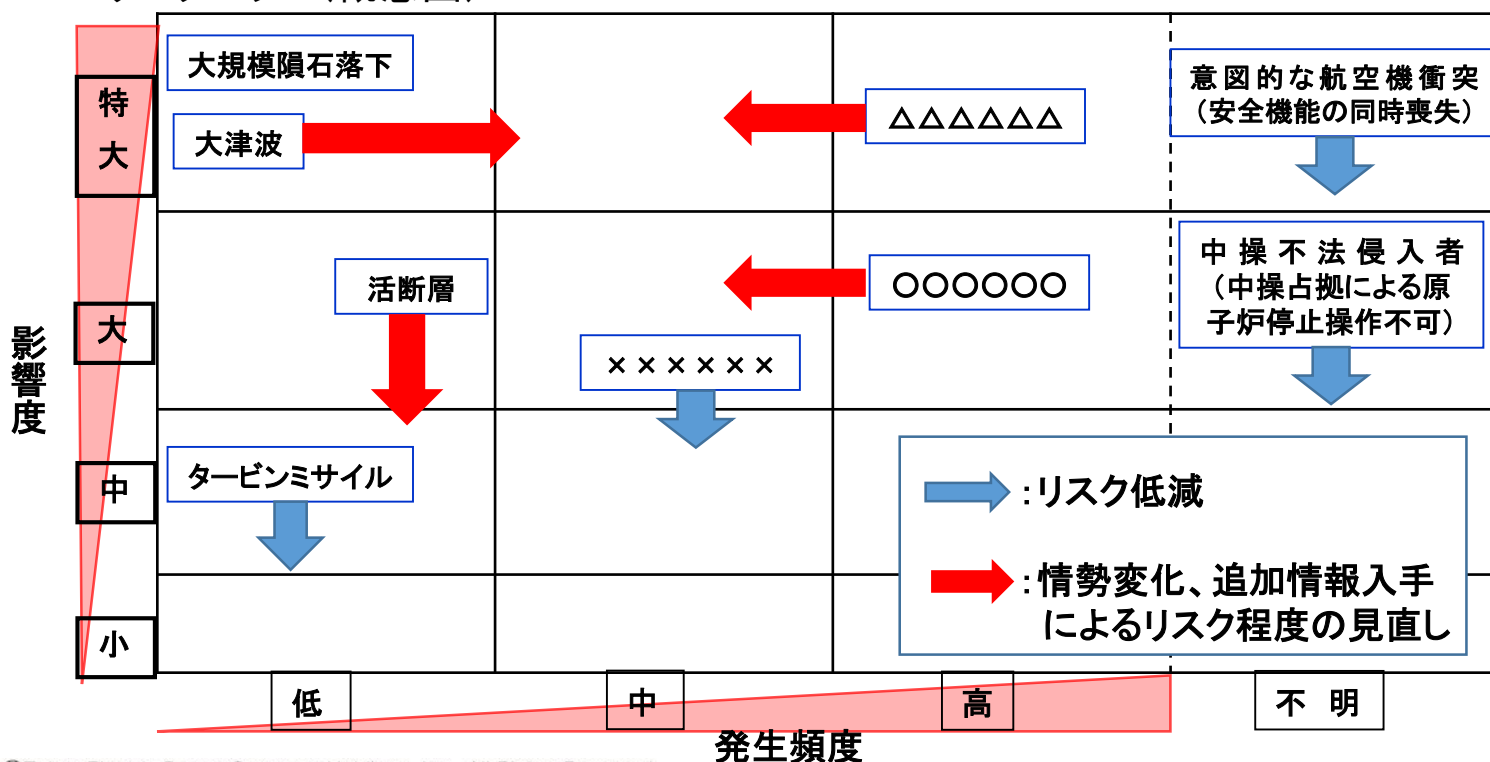 大規模隕石落下
意図的な航空機衝突
（安全機能の同時喪失）
特
大
大津波
△△△△△△
中操不法侵入者
（中操占拠による原
子炉停止操作不可）
活断層
○○○○○○
大
××××××
影響度
タービンミサイル
中
：リスク低減
：情勢変化、追加情報入手
によるリスク程度の見直し
小
低
中
高
不明
発生頻度